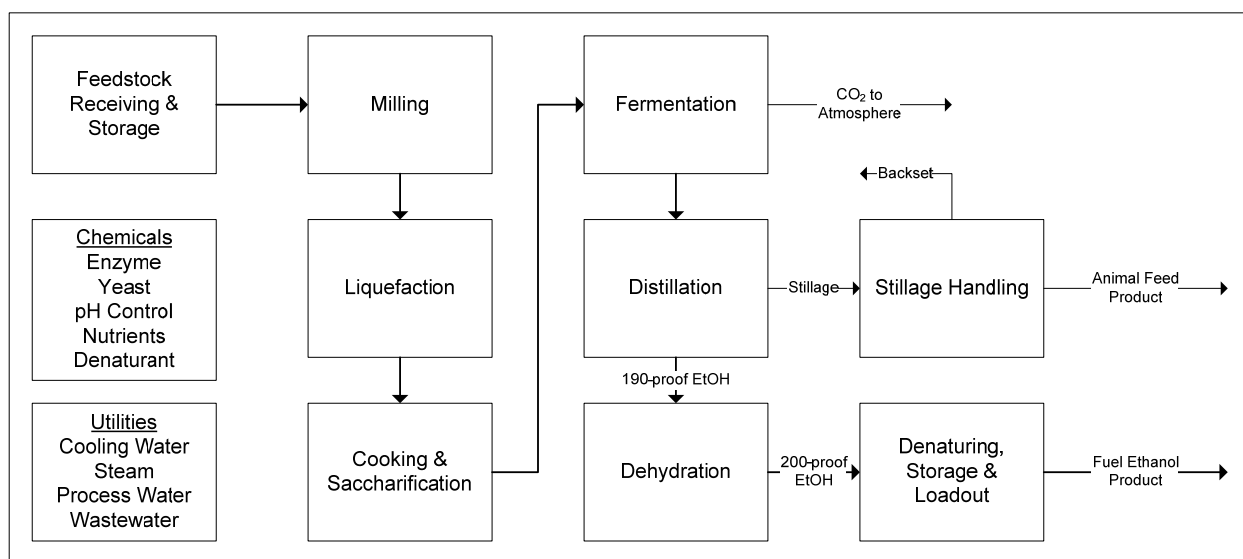 Feedstock
Receiving &
Storage
Milling
Fermentation
CO₂ to
Atmosphere
Backset
Chemicals
Enzyme
Yeast
pH Control
Nutrients
Denaturant
Liquefaction
Distillation
Stillage
Stillage Handling
Animal Feed
Product
190-proof EtOH
Utilities
Cooling Water
Steam
Process Water
Wastewater
Cooking &
Saccharification
Dehydration
200-proof
EtOH
Denaturing,
Storage &
Loadout
Fuel Ethanol
Product